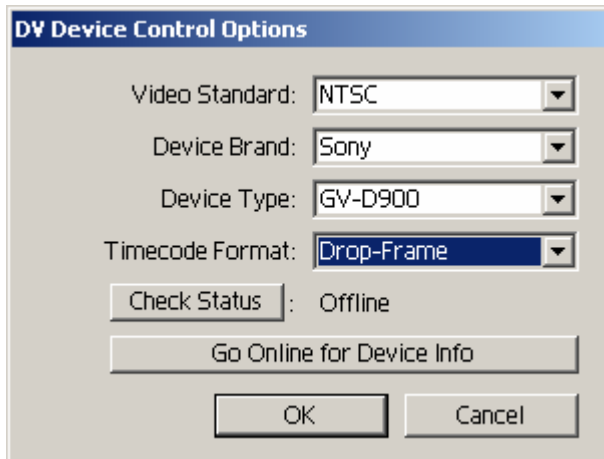 DV Device Control Options
Video Standard: NTSC
Device Brand: Sony
Device Type: GV-D900
Timecode Format: Drop-Frame
Check Status : Offline
Go Online for Device Info
OK Cancel